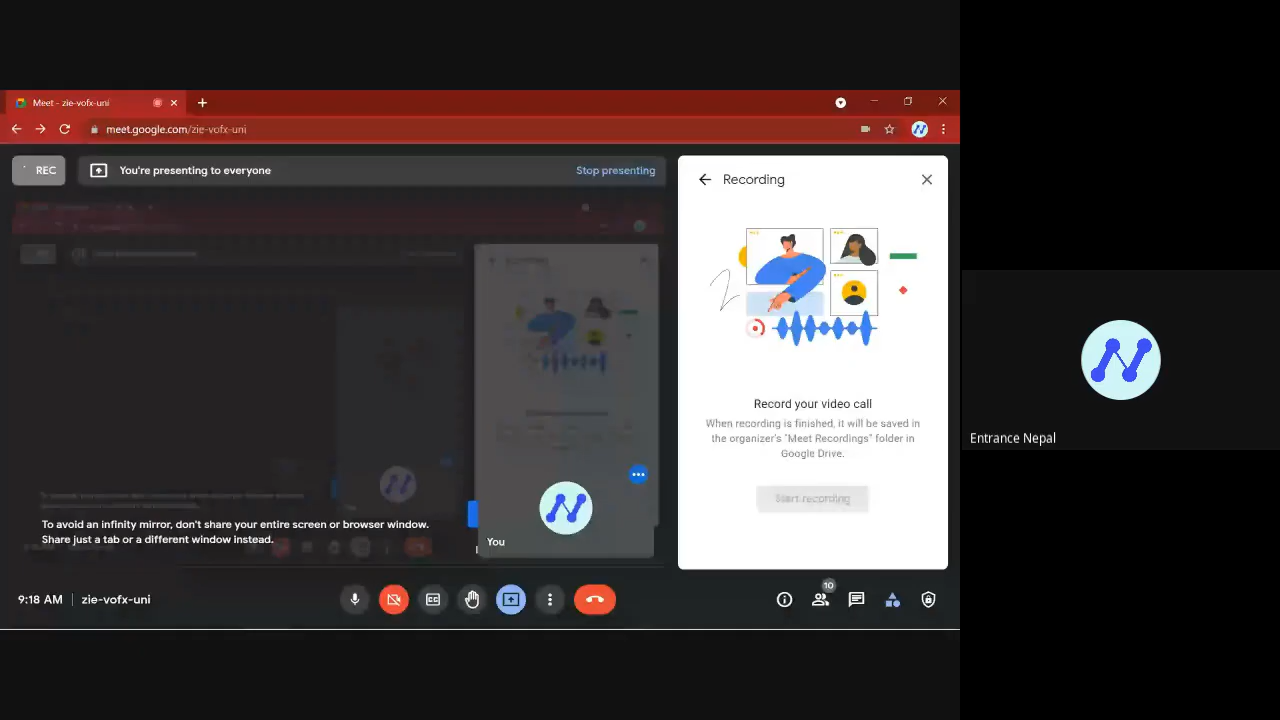 Meet - zie-vofx-uni
meet.google.com/zie-vofx-uni
REC
You're presenting to everyone
Stop presenting
Recording
Record your video call
When recording is finished, it will be saved in
the organizer's "Meet Recordings" folder in
Google Drive.
Start recording
To avoid an infinity mirror, don't share your entire screen or browser window.
Share just a tab or a different window instead.
You
9:18 AM
zie-vofx-uni
10
Entrance Nepal